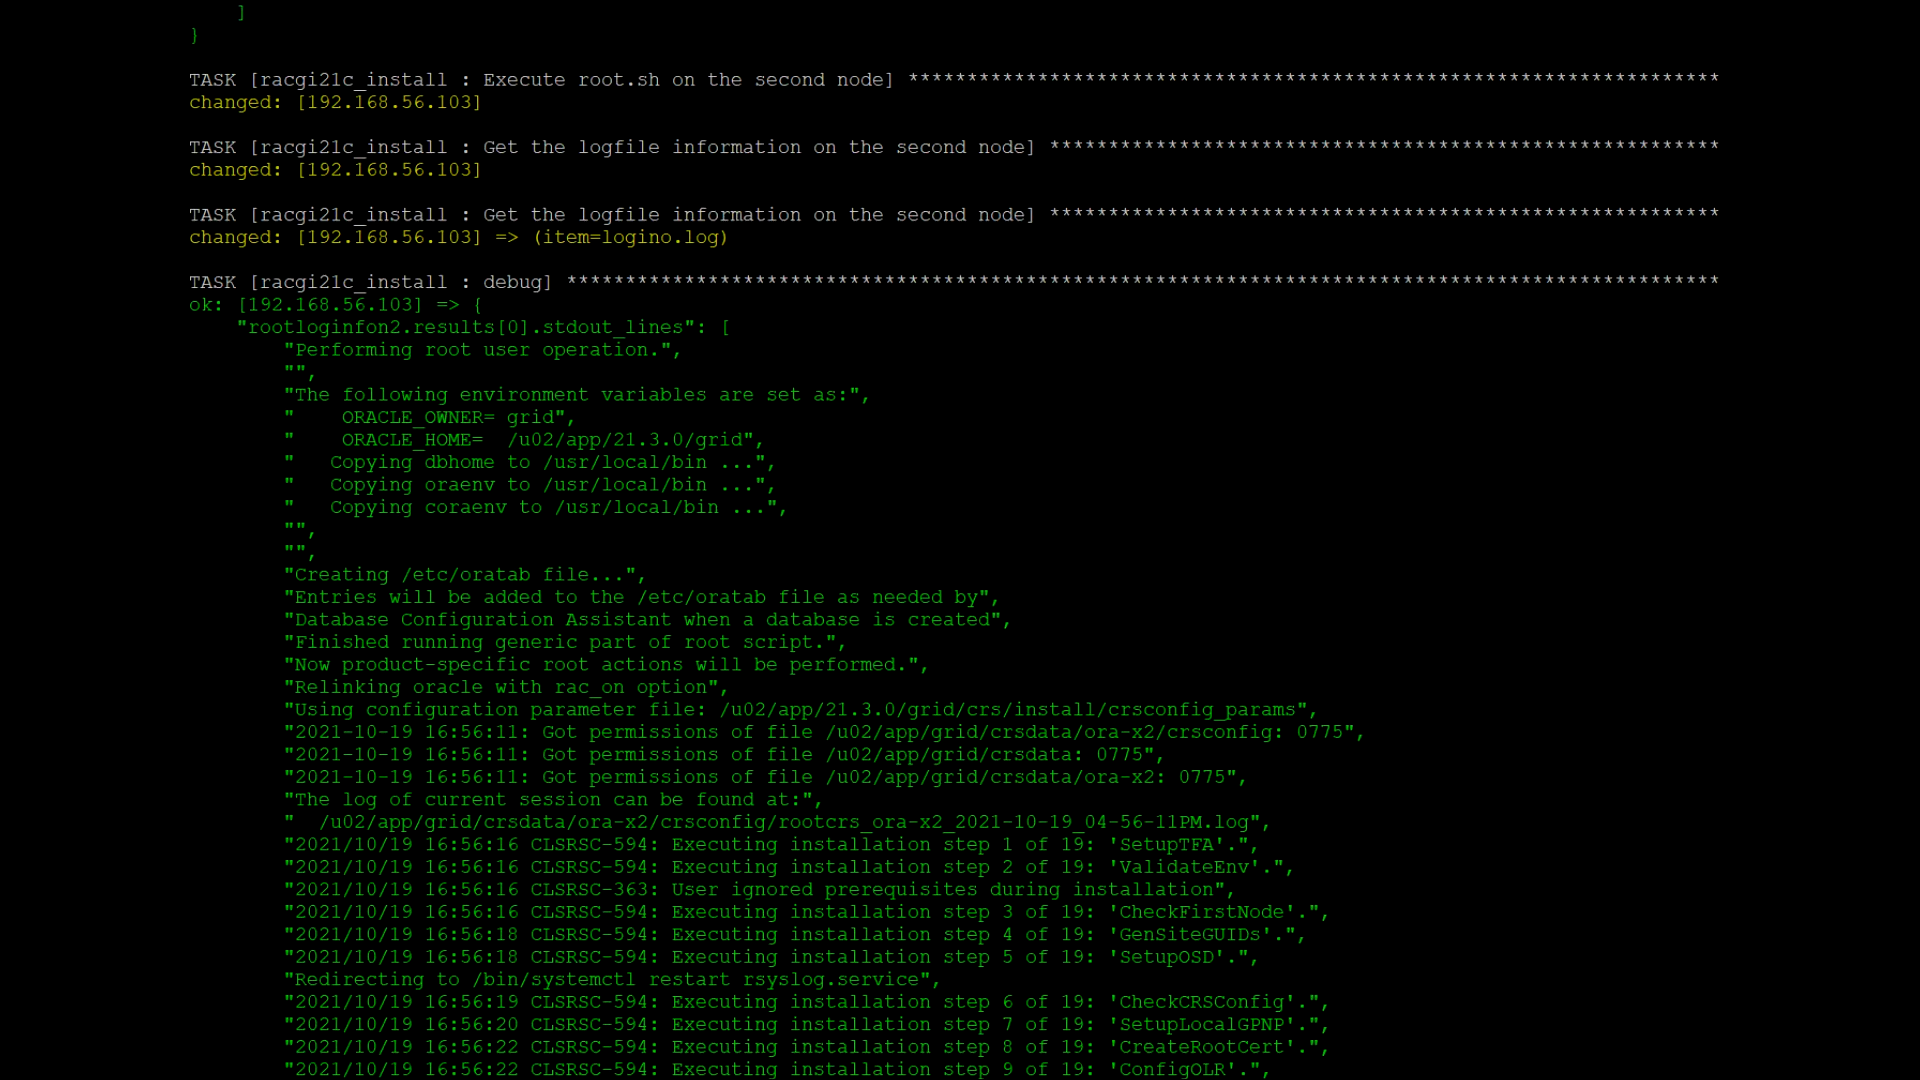 ]
}

TASK [racgi21c_install : Execute root.sh on the second node] *********************************************************************
changed: [192.168.56.103]

TASK [racgi21c_install : Get the logfile information on the second node] *********************************************************
changed: [192.168.56.103]

TASK [racgi21c_install : Get the logfile information on the second node] *********************************************************
changed: [192.168.56.103] => (item=logino.log)

TASK [racgi21c_install : debug] **************************************************************************************************
ok: [192.168.56.103] => {
    "rootloginfon2.results[0].stdout_lines": [
        "Performing root user operation.",
        "",
        "The following environment variables are set as:",
        "    ORACLE_OWNER= grid",
        "    ORACLE_HOME=  /u02/app/21.3.0/grid",
        "   Copying dbhome to /usr/local/bin ...",
        "   Copying oraenv to /usr/local/bin ...",
        "   Copying coraenv to /usr/local/bin ...",
        "",
        "",
        "Creating /etc/oratab file...",
        "Entries will be added to the /etc/oratab file as needed by",
        "Database Configuration Assistant when a database is created",
        "Finished running generic part of root script.",
        "Now product-specific root actions will be performed.",
        "Relinking oracle with rac_on option",
        "Using configuration parameter file: /u02/app/21.3.0/grid/crs/install/crsconfig_params",
        "2021-10-19 16:56:11: Got permissions of file /u02/app/grid/crsdata/ora-x2/crsconfig: 0775",
        "2021-10-19 16:56:11: Got permissions of file /u02/app/grid/crsdata: 0775",
        "2021-10-19 16:56:11: Got permissions of file /u02/app/grid/crsdata/ora-x2: 0775",
        "The log of current session can be found at:",
        "  /u02/app/grid/crsdata/ora-x2/crsconfig/rootcrs_ora-x2_2021-10-19_04-56-11PM.log",
        "2021/10/19 16:56:16 CLSRSC-594: Executing installation step 1 of 19: 'SetupTFA'.",
        "2021/10/19 16:56:16 CLSRSC-594: Executing installation step 2 of 19: 'ValidateEnv'.",
        "2021/10/19 16:56:16 CLSRSC-363: User ignored prerequisites during installation",
        "2021/10/19 16:56:16 CLSRSC-594: Executing installation step 3 of 19: 'CheckFirstNode'.",
        "2021/10/19 16:56:18 CLSRSC-594: Executing installation step 4 of 19: 'GenSiteGUIDs'.",
        "2021/10/19 16:56:18 CLSRSC-594: Executing installation step 5 of 19: 'SetupOSD'.",
        "Redirecting to /bin/systemctl restart rsyslog.service",
        "2021/10/19 16:56:19 CLSRSC-594: Executing installation step 6 of 19: 'CheckCRSConfig'.",
        "2021/10/19 16:56:20 CLSRSC-594: Executing installation step 7 of 19: 'SetupLocalGPNP'.",
        "2021/10/19 16:56:22 CLSRSC-594: Executing installation step 8 of 19: 'CreateRootCert'.",
        "2021/10/19 16:56:22 CLSRSC-594: Executing installation step 9 of 19: 'ConfigOLR'.",